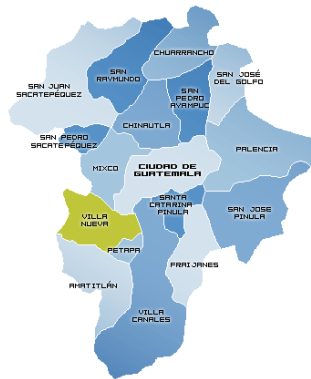 CHUARRANCHO
SAN
RAYMUNDO
SAN JOSÉ
DEL GOLFO
SAN JUAN
SACATEPÉQUEZ
SAN
PEDRO
AYAMPUC
CHINAUTLA
SAN PEDRO
SACATEPÉQUEZ
PALENCIA
MIXCO
CIUDAD DE
GUATEMALA
SANTA
CATARINA
PINULA
SAN JOSE
PINULA
VILLA
NUEVA
PETAPA
FRAIJANES
AMATITLÁN
VILLA
CANALES